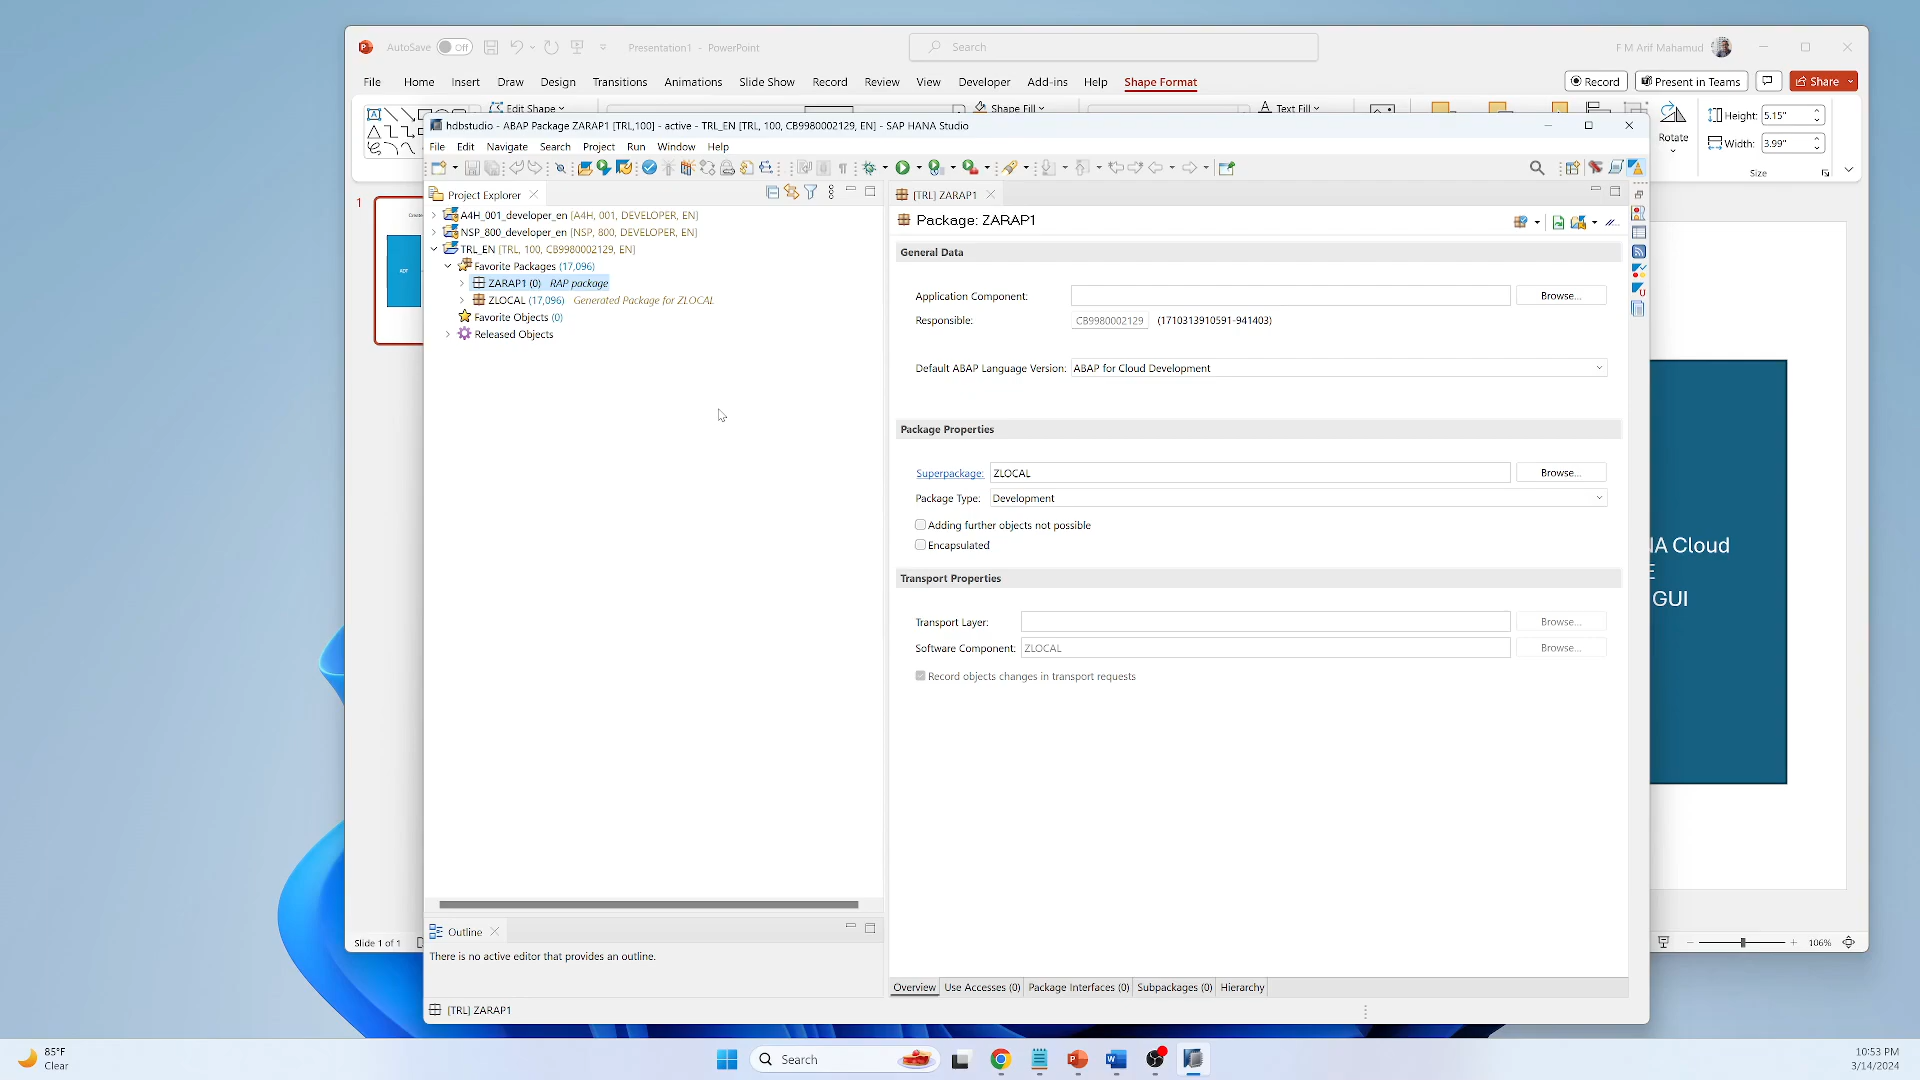 AutoSave Off Presentation1 - PowerPoint Search F M Arif Mahamud
File Home Insert Draw Design Transitions Animations Slide Show Record Review View Developer Add-ins Help Shape Format Record Present in Teams Share
Edit Shape Shape Fill Text Fill Rotate Height: 5.15"
Width: 3.99"
Size
hdbstudio - ABAP Package ZARAP1 [TRL,100] - active - TRL_EN [TRL, 100, CB9980002129, EN] - SAP HANA Studio
File Edit Navigate Search Project Run Window Help
Project Explorer
A4H_001_developer_en [A4H, 001, DEVELOPER, EN]
NSP_800_developer_en [NSP, 800, DEVELOPER, EN]
TRL_EN [TRL, 100, CB9980002129, EN]
Favorite Packages (17,096)
ZARAP1 (0) RAP package
ZLOCAL (17,096) Generated Package for ZLOCAL
Favorite Objects (0)
Released Objects
[TRL] ZARAP1
Package: ZARAP1
General Data
Application Component: Browse...
Responsible: CB9980002129 (1710313910591-941403)
Default ABAP Language Version: ABAP for Cloud Development
Package Properties
Superpackage: ZLOCAL Browse...
Package Type: Development
Adding further objects not possible
Encapsulated
Transport Properties
Transport Layer: Browse...
Software Component: ZLOCAL Browse...
Record objects changes in transport requests
Overview Use Accesses (0) Package Interfaces (0) Subpackages (0) Hierarchy
Outline
There is no active editor that provides an outline.
[TRL] ZARAP1
1
ADT
Cloud
GUI
Slide 1 of 1
106%
85°F
Clear
Search
10:53 PM
3/14/2024